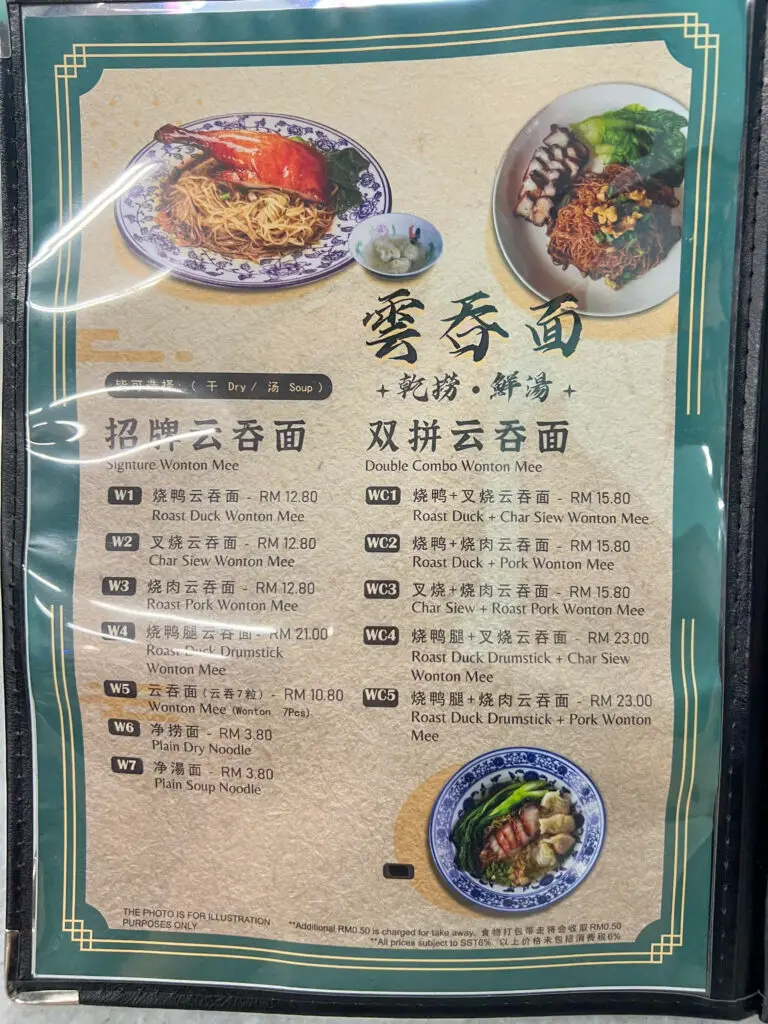 雲吞面
乾捞·鮮湯
皆可选择:( 干 Dry / 汤 Soup )
招牌云吞面
Signture Wonton Mee
W1 烧鸭云吞面 - RM 12.80
Roast Duck Wonton Mee
W2 叉烧云吞面 - RM 12.80
Char Siew Wonton Mee
W3 烧肉云吞面 - RM 12.80
Roast Pork Wonton Mee
W4 烧鸭腿云吞面 - RM 21.00
Roast Duck Drumstick
Wonton Mee
W5 云吞面 (云吞7粒) - RM 10.80
Wonton Mee (Wonton 7Pcs)
W6 净捞面 - RM 3.80
Plain Dry Noodle
W7 净湯面 - RM 3.80
Plain Soup Noodle
双拼云吞面
Double Combo Wonton Mee
WC1 烧鸭+叉烧云吞面 - RM 15.80
Roast Duck + Char Siew Wonton Mee
WC2 烧鸭+烧肉云吞面 - RM 15.80
Roast Duck + Pork Wonton Mee
WC3 叉烧+烧肉云吞面 - RM 15.80
Char Siew + Roast Pork Wonton Mee
WC4 烧鸭腿+叉烧云吞面 - RM 23.00
Roast Duck Drumstick + Char Siew
Wonton Mee
WC5 烧鸭腿+烧肉云吞面 - RM 23.00
Roast Duck Drumstick + Pork Wonton
Mee
THE PHOTO IS FOR ILLUSTRATION
PURPOSES ONLY
**Additional RM0.50 is charged for take away. 食物打包带走将会收取RM0.50
**All prices subject to SST6%. 以上价格未包括消费税6%